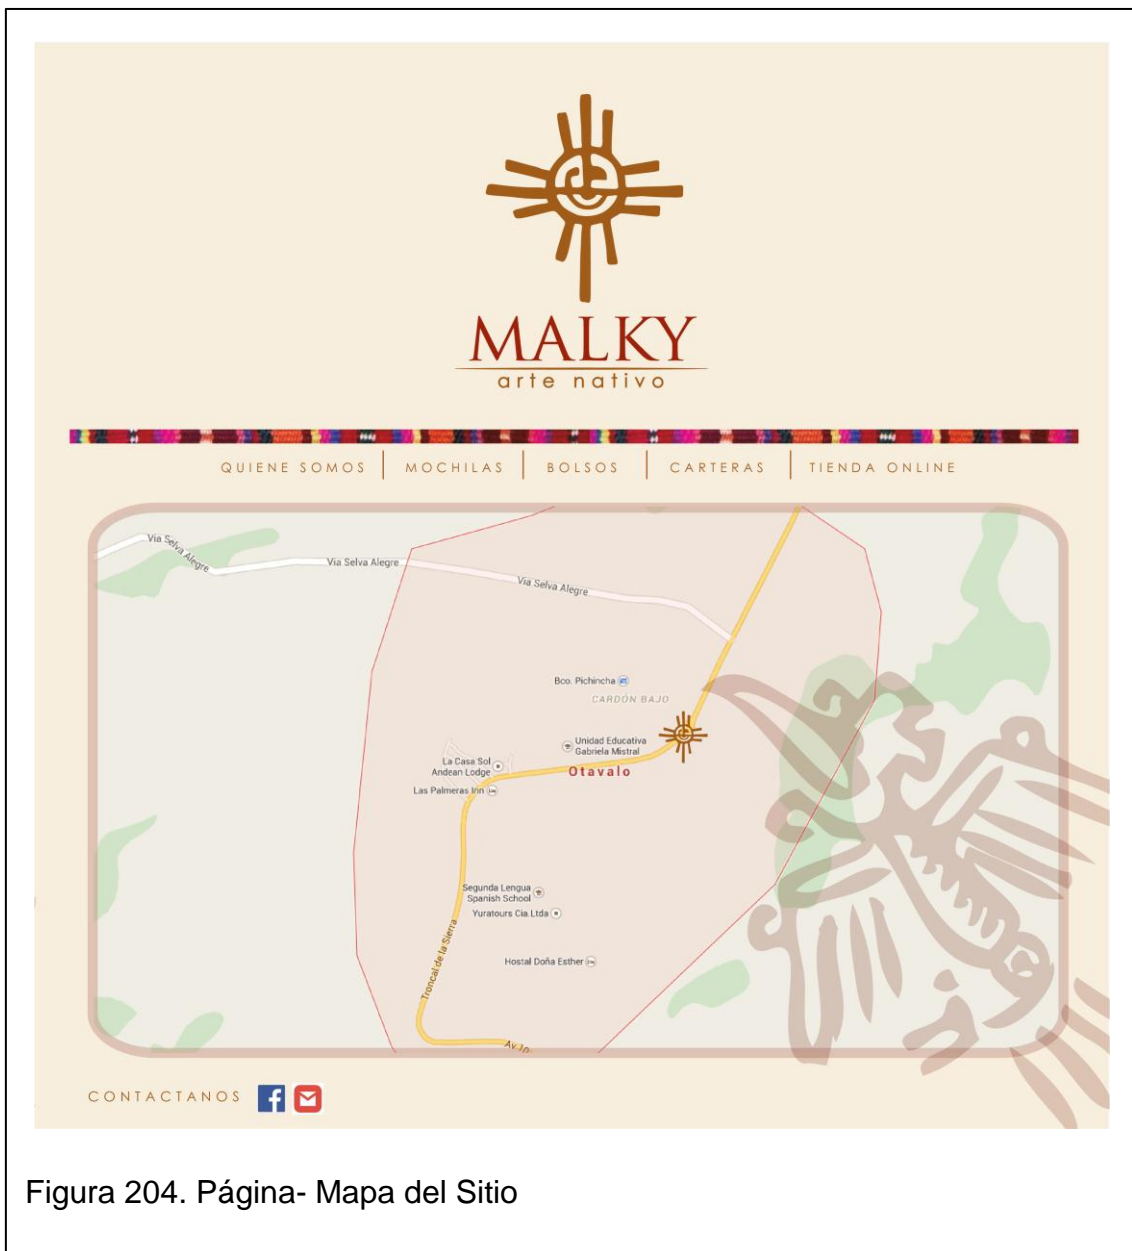 MALKY
arte nativo
QUIENE SOMOS
MOCHILAS
BOLSOS
CARTERAS
TIENDA ONLINE
Via Selva Alegre
Via Selva Alegre
Via Selva Alegre
Bco. Pichincha
CARDÓN BAJO
Unidad Educativa
Gabriela Mistral
Otavalo
La Casa Sol
Andean Lodge
Las Palmeras Inn
Segunda Lengua
Spanish School
Yuratours Cia.Ltda
Hostal Doña Esther
Troncal de la Sierra
Av
CONTACTANOS
Figura 204. Página- Mapa del Sitio